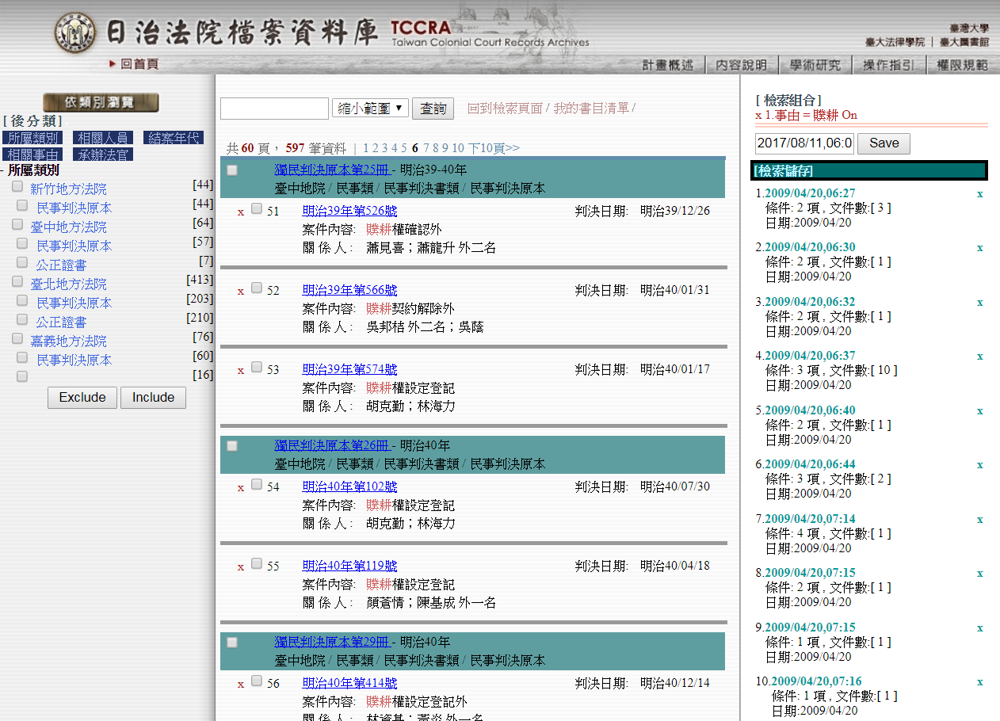 日治法院檔案資料庫 TCCRA
Taiwan Colonial Court Records Archives
臺灣大學
臺大法律學院 | 臺大圖書館
回首頁
計畫概述 | 內容說明 | 學術研究 | 操作指引 | 權限規範
依類別瀏覽
[後分類]
所屬類別 相關人員 結案年代
相關事由 承辦法官
- 所屬類別
新竹地方法院 [44]
民事判決原本 [44]
臺中地方法院 [64]
民事判決原本 [57]
公正證書 [7]
臺北地方法院 [413]
民事判決原本 [203]
公正證書 [210]
嘉義地方法院 [76]
民事判決原本 [60]
[16]
Exclude Include
縮小範圍 ▼ 查詢 回到檢索頁面 / 我的書目清單 /
共 60 頁， 597 筆資料 | 1 2 3 4 5 6 7 8 9 10 下10頁>>
獨民判決原本第25冊 - 明治39-40年
臺中地院 / 民事類 / 民事判決書類 / 民事判決原本
x 51 明治39年第526號 判決日期: 明治39/12/26
案件內容: 贌耕權確認外
關 係 人： 蕭見喜；蕭龍升 外二名
x 52 明治39年第566號 判決日期: 明治40/01/31
案件內容: 贌耕契約解除外
關 係 人： 吳邦桔 外二名；吳蔭
x 53 明治39年第574號 判決日期: 明治40/01/17
案件內容: 贌耕權設定登記
關 係 人： 胡克勤；林海力
獨民判決原本第26冊 - 明治40年
臺中地院 / 民事類 / 民事判決書類 / 民事判決原本
x 54 明治40年第102號 判決日期: 明治40/07/30
案件內容: 贌耕權設定登記
關 係 人： 胡克勤；林海力
x 55 明治40年第119號 判決日期: 明治40/04/18
案件內容: 贌耕權設定登記
關 係 人： 顏蒼情；陳基成 外一名
獨民判決原本第29冊 - 明治40年
臺中地院 / 民事類 / 民事判決書類 / 民事判決原本
x 56 明治40年第414號 判決日期: 明治40/12/14
案件內容: 贌耕權設定登記外
關 係 人： 林資基；黃炎 外一名
[ 檢索組合 ]
x 1.事由 = 贌耕 On
2017/08/11,06:0 Save
[檢索儲存]
1.2009/04/20,06:27 x
條件: 2 項 , 文件數:[ 3 ]
日期:2009/04/20
2.2009/04/20,06:30 x
條件: 2 項 , 文件數:[ 1 ]
日期:2009/04/20
3.2009/04/20,06:32 x
條件: 2 項 , 文件數:[ 1 ]
日期:2009/04/20
4.2009/04/20,06:37 x
條件: 3 項 , 文件數:[ 10 ]
日期:2009/04/20
5.2009/04/20,06:40 x
條件: 2 項 , 文件數:[ 1 ]
日期:2009/04/20
6.2009/04/20,06:44 x
條件: 3 項 , 文件數:[ 2 ]
日期:2009/04/20
7.2009/04/20,07:14 x
條件: 4 項 , 文件數:[ 1 ]
日期:2009/04/20
8.2009/04/20,07:15 x
條件: 2 項 , 文件數:[ 1 ]
日期:2009/04/20
9.2009/04/20,07:15 x
條件: 1 項 , 文件數:[ 1 ]
日期:2009/04/20
10.2009/04/20,07:16 x
條件: 1 項 , 文件數:[ 1 ]
日期:2009/04/20